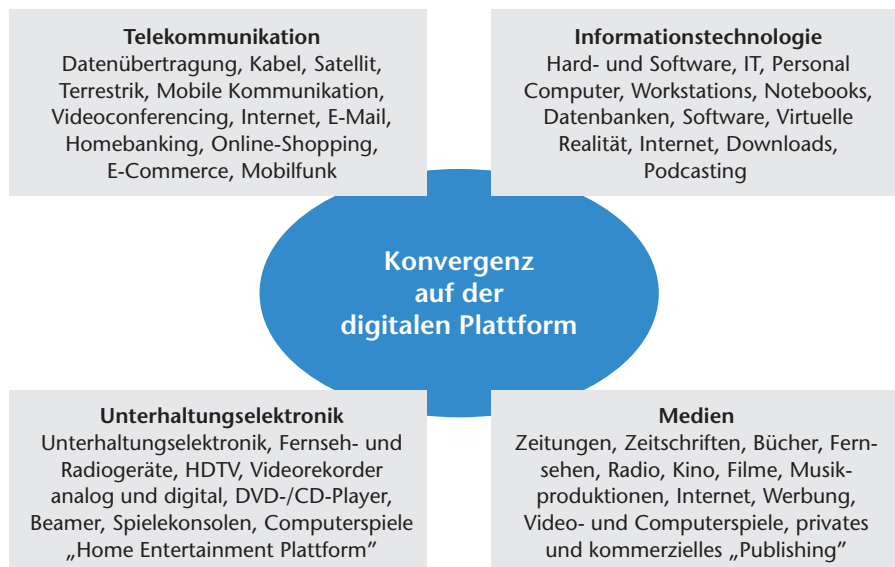 Telekommunikation
Datenübertragung, Kabel, Satellit,
Terrestrik, Mobile Kommunikation,
Videoconferencing, Internet, E-Mail,
Homebanking, Online-Shopping,
E-Commerce, Mobilfunk
Informationstechnologie
Hard- und Software, IT, Personal
Computer, Workstations, Notebooks,
Datenbanken, Software, Virtuelle
Realität, Internet, Downloads,
Podcasting
Konvergenz
auf der
digitalen Plattform
Unterhaltungselektronik
Unterhaltungselektronik, Fernseh- und
Radiogeräte, HDTV, Videorekorder
analog und digital, DVD-/CD-Player,
Beamer, Spielekonsolen, Computerspiele
„Home Entertainment Plattform”
Medien
Zeitungen, Zeitschriften, Bücher, Fern-
sehen, Radio, Kino, Filme, Musik-
produktionen, Internet, Werbung,
Video- und Computerspiele, privates
und kommerzielles „Publishing”